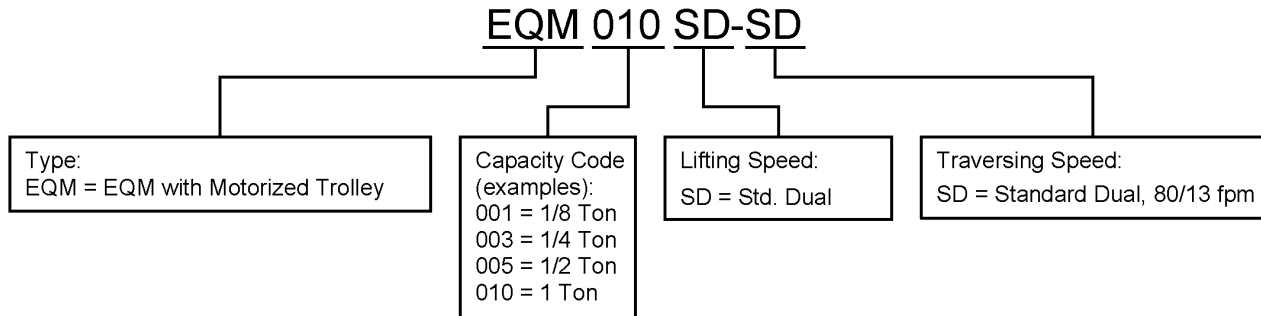 EQM 010 SD-SD
Type:
EQM = EQM with Motorized Trolley
Capacity Code
(examples):
001 = 1/8 Ton
003 = 1/4 Ton
005 = 1/2 Ton
010 = 1 Ton
Lifting Speed:
SD = Std. Dual
Traversing Speed:
SD = Standard Dual, 80/13 fpm